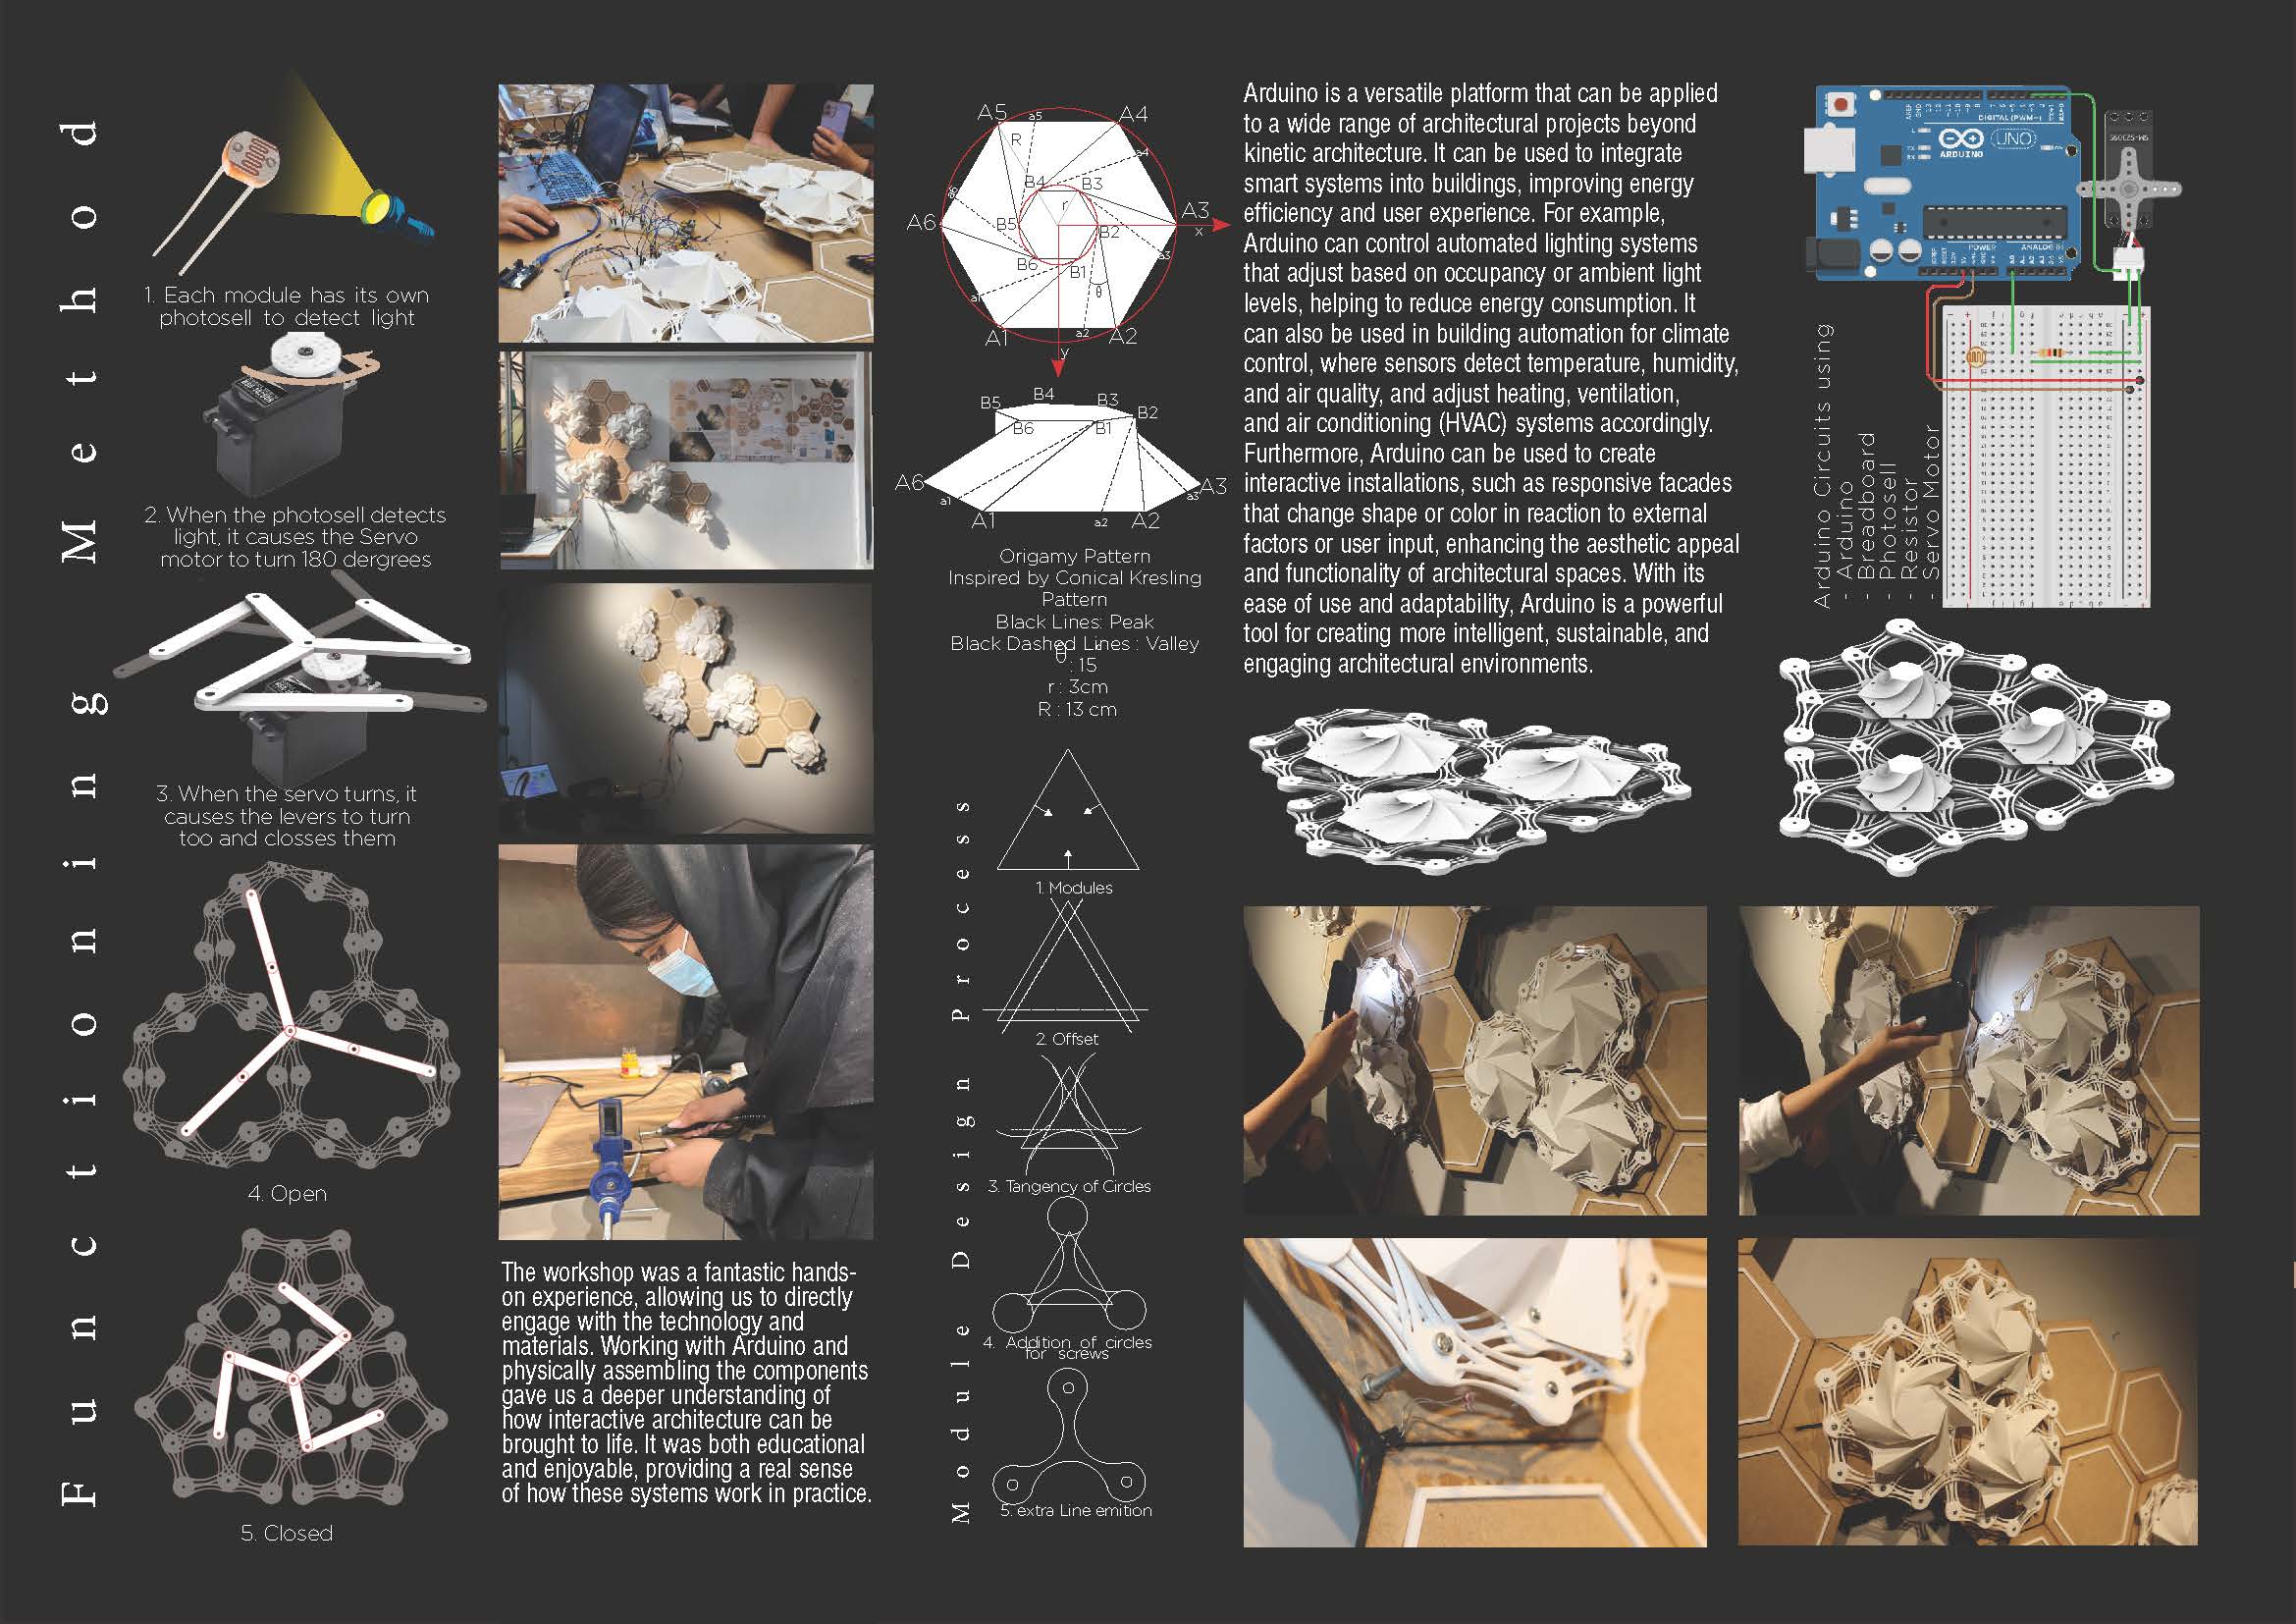 Functioning Method
1. Each module has its own
photosell to detect light
2. When the photosell detects
light, it causes the Servo
motor to turn 180 dergrees
3. When the servo turns, it
causes the levers to turn
too and closses them
4. Open
5. Closed
The workshop was a fantastic hands-
on experience, allowing us to directly
engage with the technology and
materials. Working with Arduino and
physically assembling the components
gave us a deeper understanding of
how interactive architecture can be
brought to life. It was both educational
and enjoyable, providing a real sense
of how these systems work in practice.
A5
a5
A4
R
a4
a6
B4
B3
r
A6
B5
B2
A3
x
B6
B1
a3
a1
θ
A1
a2
A2
y
B5
B4
B3
B2
B6
B1
A6
a1
a3
A3
A1
a2
A2
Origamy Pattern
Inspired by Conical Kresling
Pattern
Black Lines: Peak
Black Dashed Lines : Valley
θ : 15
r : 3cm
R : 13 cm
Module Design Process
1. Modules
2. Offset
3. Tangency of Circles
4. Addition of circles
for screws
5. extra Line emition
Arduino is a versatile platform that can be applied
to a wide range of architectural projects beyond
kinetic architecture. It can be used to integrate
smart systems into buildings, improving energy
efficiency and user experience. For example,
Arduino can control automated lighting systems
that adjust based on occupancy or ambient light
levels, helping to reduce energy consumption. It
can also be used in building automation for climate
control, where sensors detect temperature, humidity,
and air quality, and adjust heating, ventilation,
and air conditioning (HVAC) systems accordingly.
Furthermore, Arduino can be used to create
interactive installations, such as responsive facades
that change shape or color in reaction to external
factors or user input, enhancing the aesthetic appeal
and functionality of architectural spaces. With its
ease of use and adaptability, Arduino is a powerful
tool for creating more intelligent, sustainable, and
engaging architectural environments.
DIGITAL (PWM~)
UNO
ARDUINO
TX
RX
L
POWER
ANALOG IN
SM-S2309S
Arduino Circuits using
- Arduino
- Breadboard
- Photosell
- Resistor
- Servo Motor